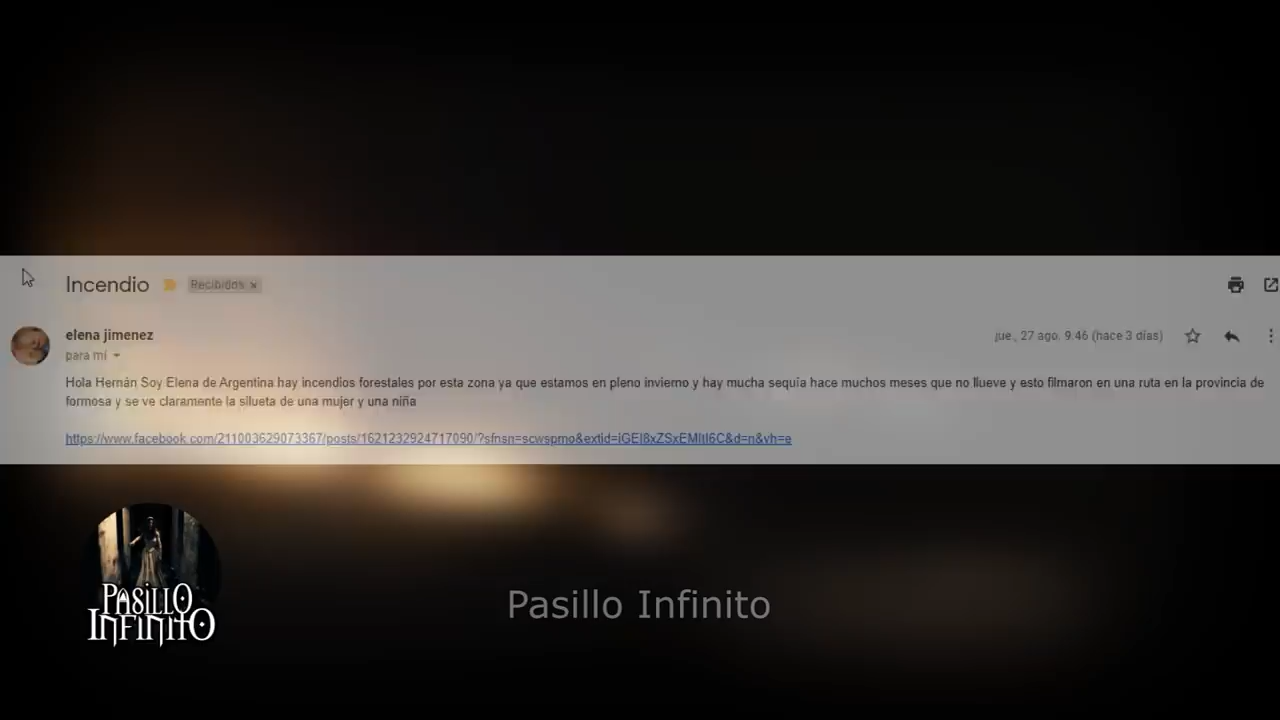 Incendio
Recibidos x
elena jimenez
jue., 27 ago. 9:46 (hace 3 días)
para mí
Hola Hernán Soy Elena de Argentina hay incendios forestales por esta zona ya que estamos en pleno invierno y hay mucha sequía hace muchos meses que no llueve y esto filmaron en una ruta en la provincia de
formosa y se ve claramente la silueta de una mujer y una niña
PASILLO
INFINITO
Pasillo Infinito